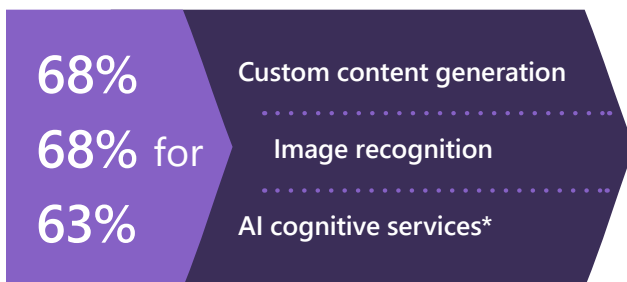 68% Custom content generation
68% for Image recognition
63% AI cognitive services*